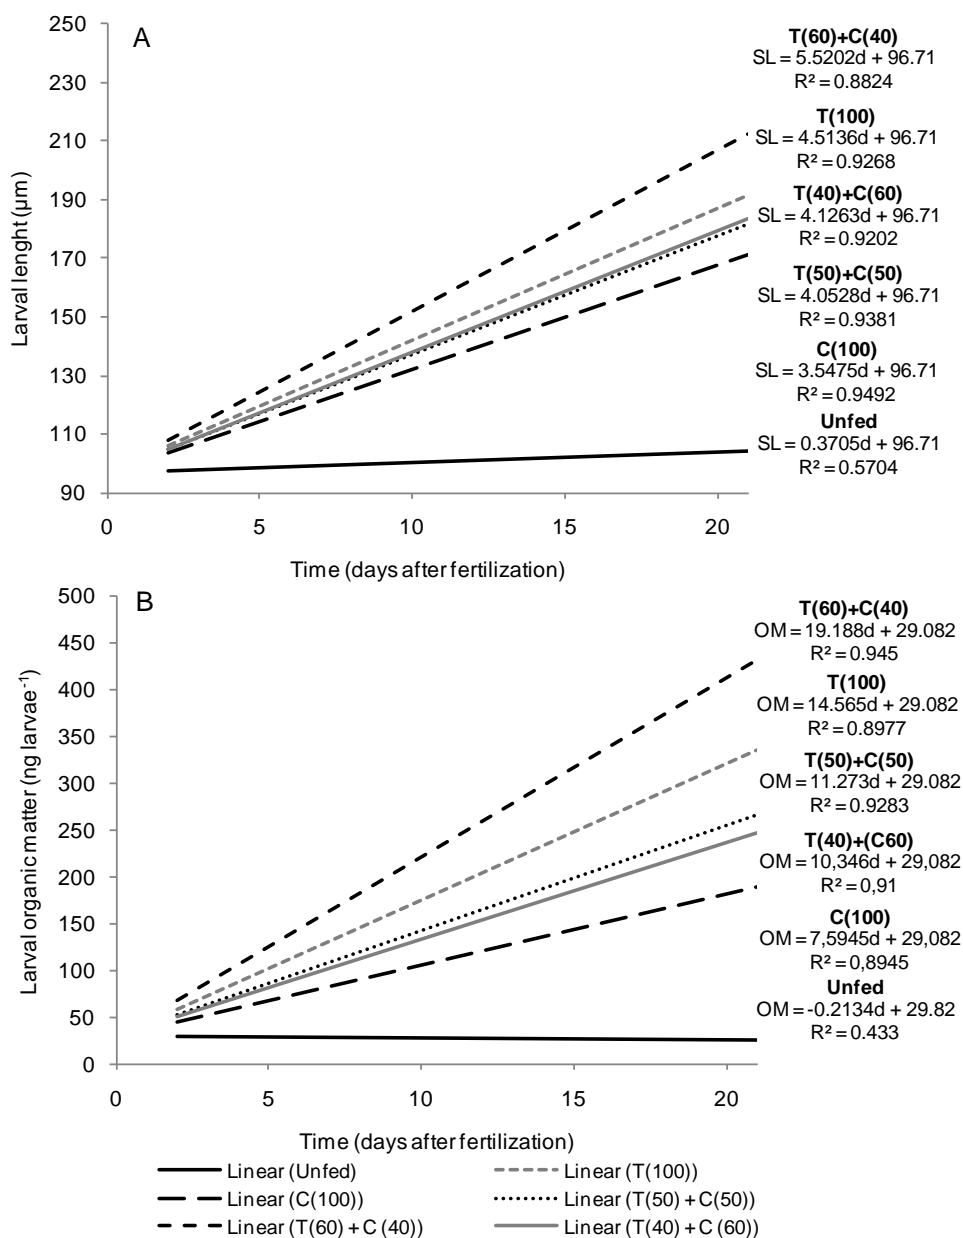 A
250
230
210
190
170
150
130
110
90
Larval lenght (µm)
0 5 10 15 20
Time (days after fertilization)
T(60)+C(40)
SL = 5.5202d + 96.71
R² = 0.8824
T(100)
SL = 4.5136d + 96.71
R² = 0.9268
T(40)+C(60)
SL = 4.1263d + 96.71
R² = 0.9202
T(50)+C(50)
SL = 4.0528d + 96.71
R² = 0.9381
C(100)
SL = 3.5475d + 96.71
R² = 0.9492
Unfed
SL = 0.3705d + 96.71
R² = 0.5704
B
500
450
400
350
300
250
200
150
100
50
0
Larval organic matter (ng larvae⁻¹)
0 5 10 15 20
Time (days after fertilization)
T(60)+C(40)
OM = 19.188d + 29.082
R² = 0.945
T(100)
OM = 14.565d + 29.082
R² = 0.8977
T(50)+C(50)
OM = 11.273d + 29.082
R² = 0.9283
T(40)+(C60)
OM = 10,346d + 29,082
R² = 0,91
C(100)
OM = 7,5945d + 29,082
R² = 0,8945
Unfed
OM = -0.2134d + 29.82
R² = 0.433
Linear (Unfed)
Linear (T(100))
Linear (C(100))
Linear (T(50) + C(50))
Linear (T(60) + C (40))
Linear (T(40) + C (60))